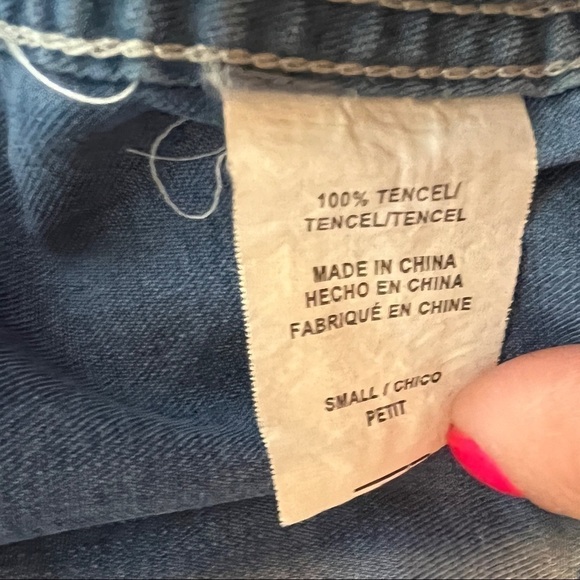 100% TENCEL/
TENCEL/TENCEL
MADE IN CHINA
HECHO EN CHINA
FABRIQUÉ EN CHINE
SMALL / CHICO
PETIT